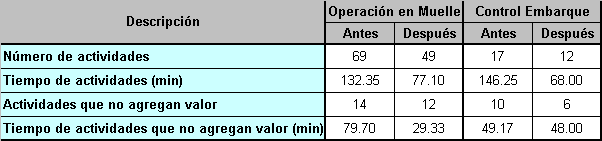 Descripción Operación en Muelle Control Embarque
Antes Después Antes Después
Número de actividades 69 49 17 12
Tiempo de actividades (min) 132.35 77.10 146.25 68.00
Actividades que no agregan valor 14 12 10 6
Tiempo de actividades que no agregan valor (min) 79.70 29.33 49.17 48.00